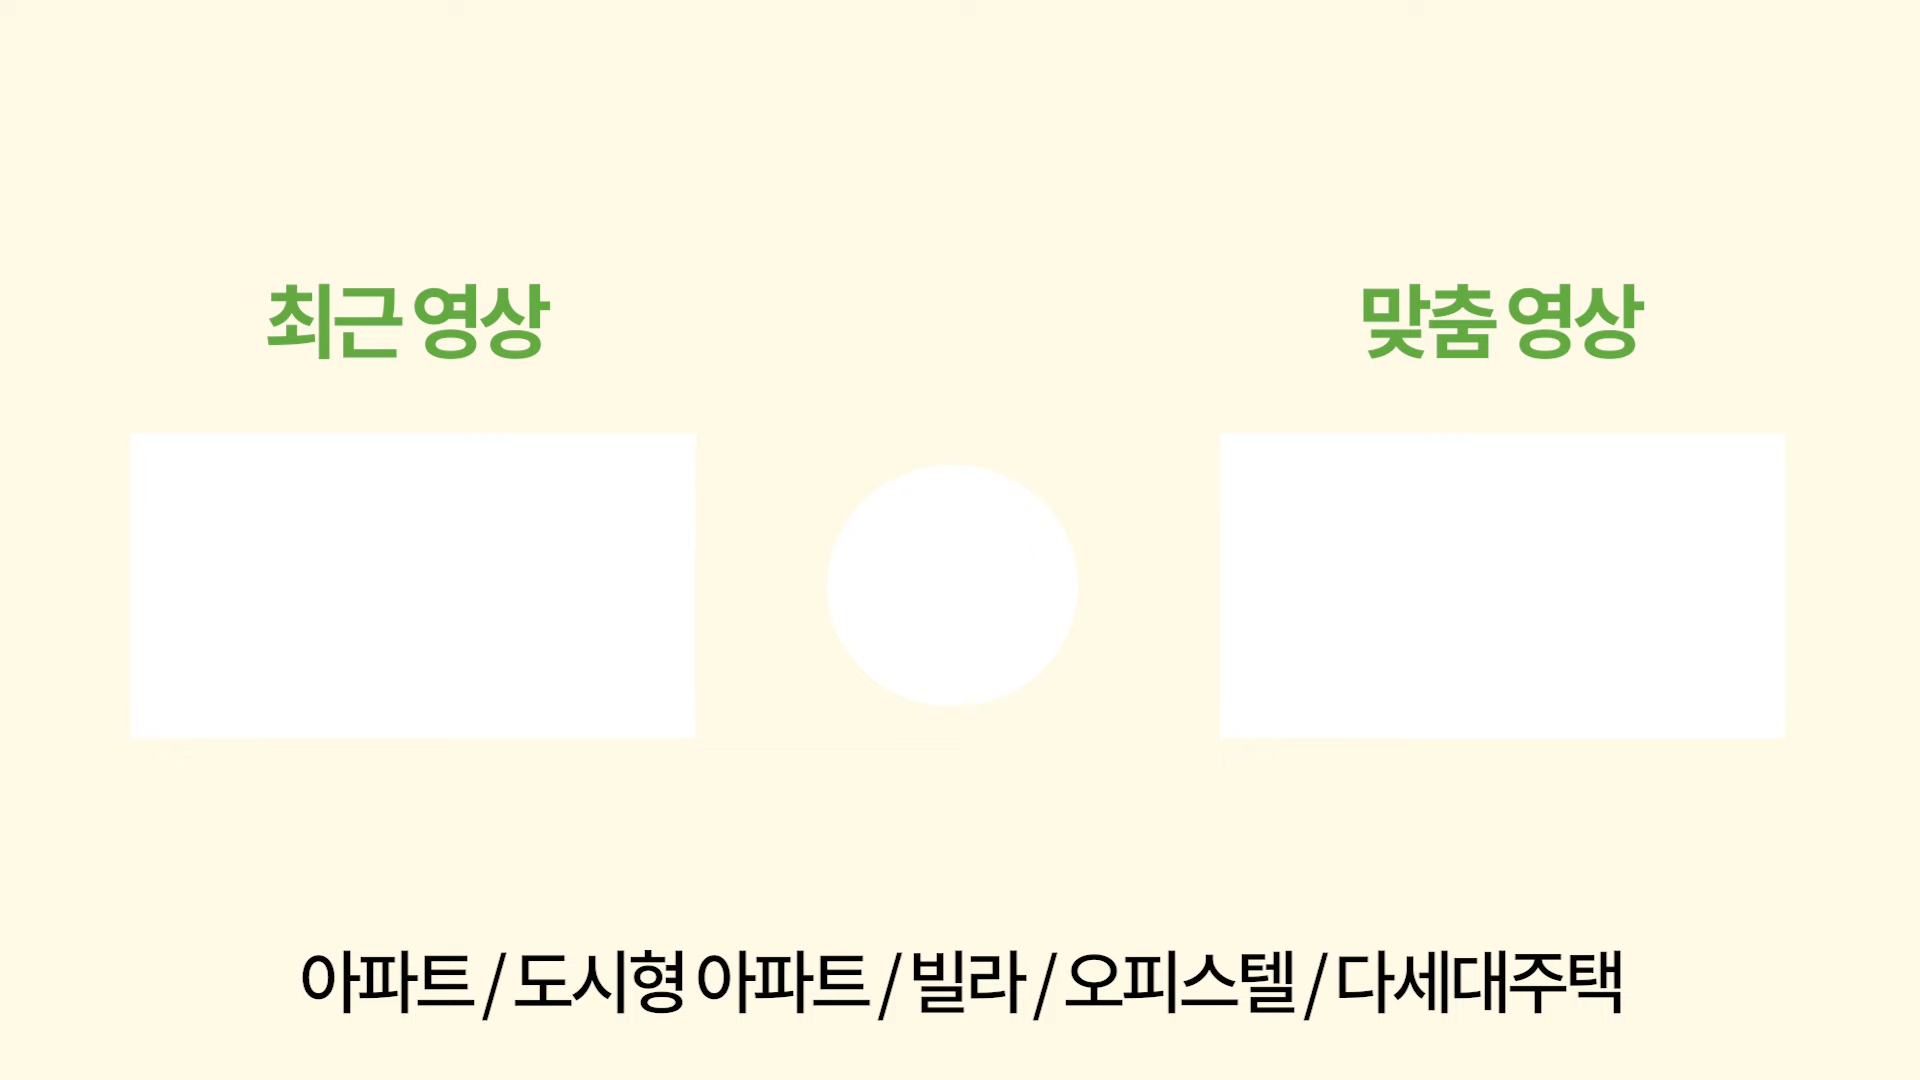 최근 영상
맞춤 영상
아파트 / 도시형 아파트 / 빌라 / 오피스텔 / 다세대주택